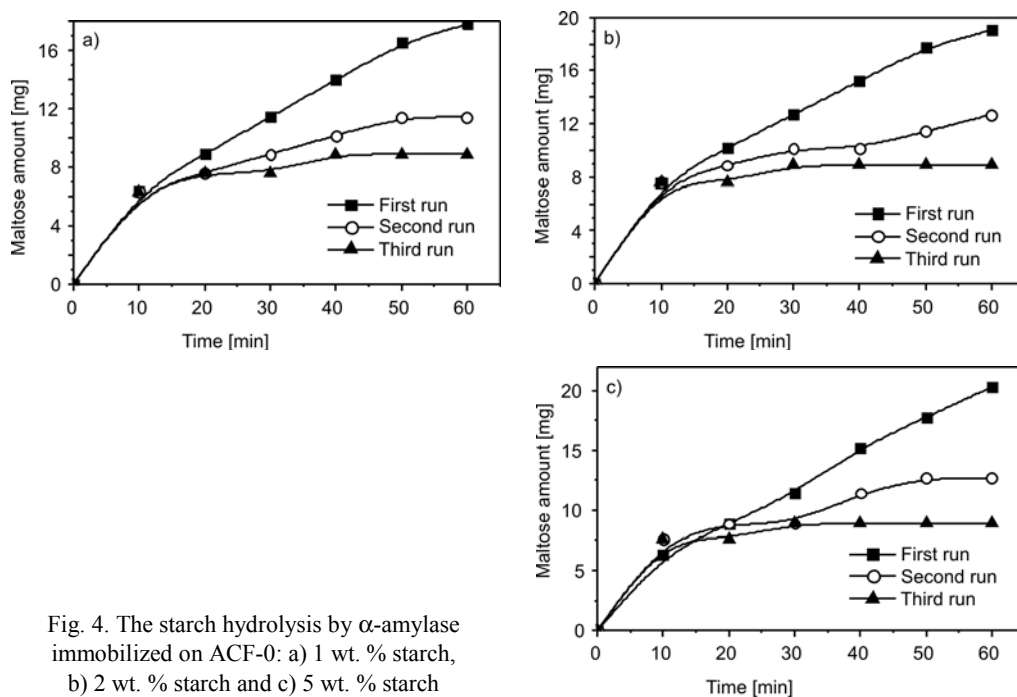 a)
Maltose amount [mg]
16
12
8
4
0
First run
Second run
Third run
0 10 20 30 40 50 60
Time [min]
b)
Maltose amount [mg]
20
16
12
8
4
0
First run
Second run
Third run
0 10 20 30 40 50 60
Time [min]
c)
Maltose amount [mg]
20
15
10
5
0
First run
Second run
Third run
0 10 20 30 40 50 60
Time [min]
Fig. 4. The starch hydrolysis by α-amylase
immobilized on ACF-0: a) 1 wt. % starch,
b) 2 wt. % starch and c) 5 wt. % starch